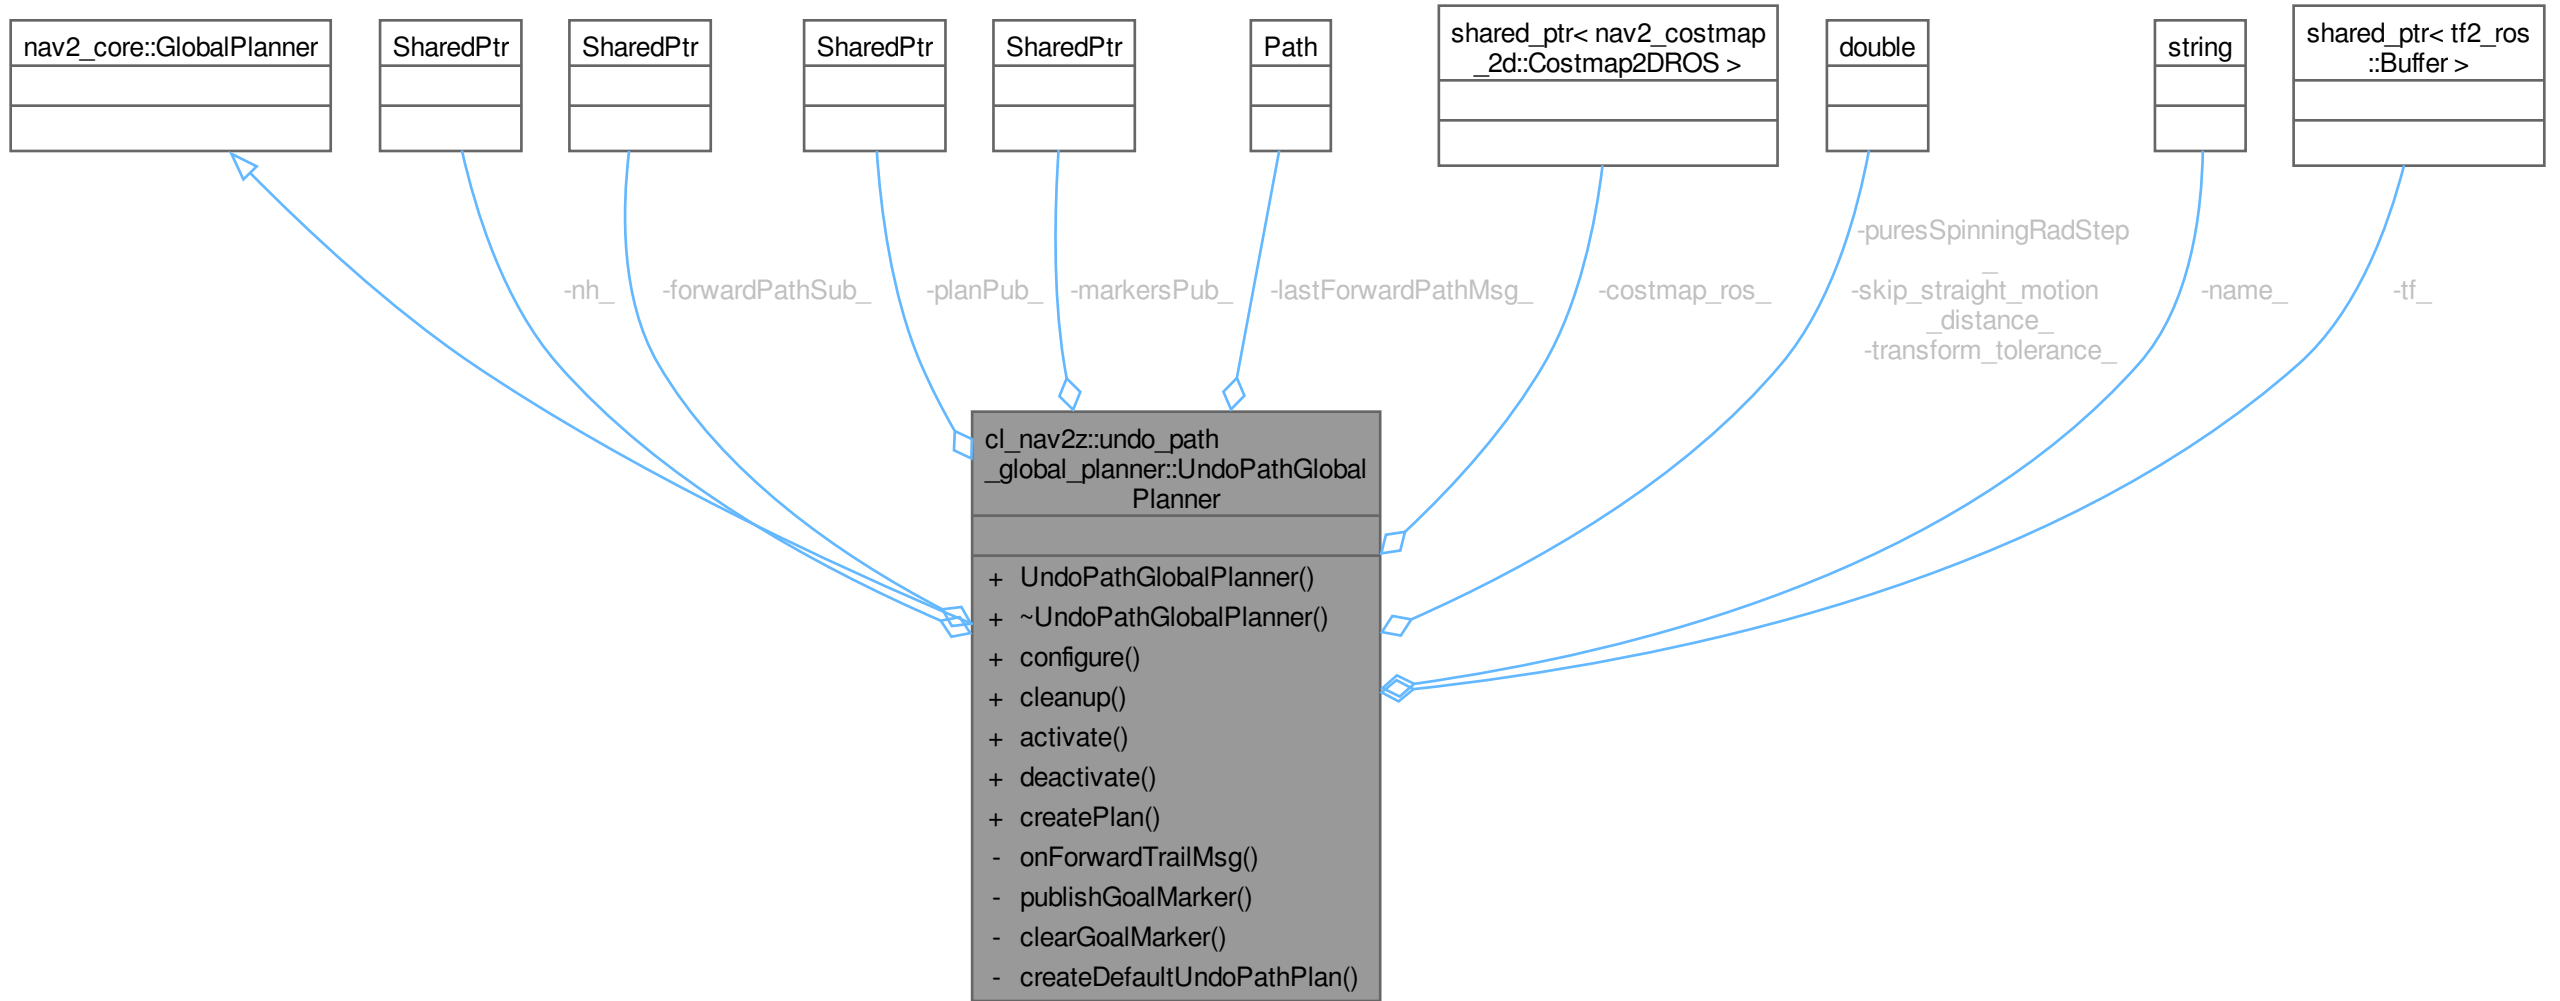 nav2_core::GlobalPlanner
SharedPtr
SharedPtr
SharedPtr
SharedPtr
Path
shared_ptr< nav2_costmap
_2d::Costmap2DROS >
double
string
shared_ptr< tf2_ros
::Buffer >
-nh_
-forwardPathSub_
-planPub_
-markersPub_
-lastForwardPathMsg_
-costmap_ros_
-puresSpinningRadStep
_
-skip_straight_motion
_distance_
-transform_tolerance_
-name_
-tf_
cl_nav2z::undo_path
_global_planner::UndoPathGlobal
Planner
+ UndoPathGlobalPlanner()
+ ~UndoPathGlobalPlanner()
+ configure()
+ cleanup()
+ activate()
+ deactivate()
+ createPlan()
- onForwardTrailMsg()
- publishGoalMarker()
- clearGoalMarker()
- createDefaultUndoPathPlan()